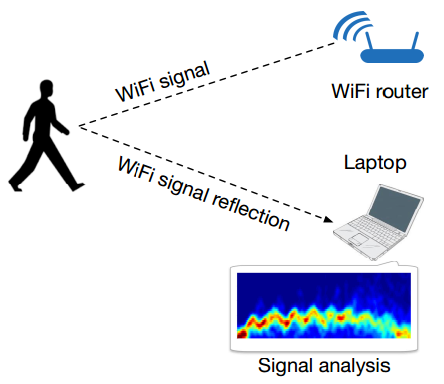 WiFi signal
WiFi router
WiFi signal reflection
Laptop
Signal analysis